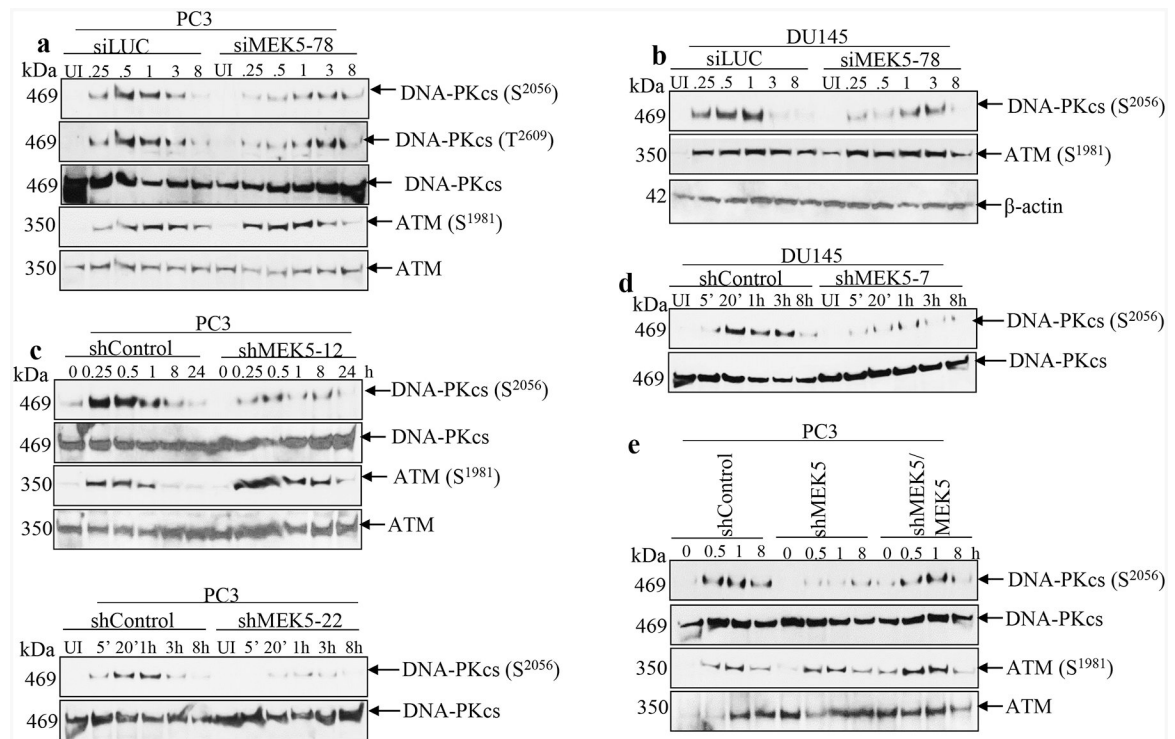 a
PC3
siLUC siMEK5-78
kDa UI .25 .5 1 3 8 UI .25 .5 1 3 8
469 DNA-PKcs (S2056)
469 DNA-PKcs (T2609)
469 DNA-PKcs
350 ATM (S1981)
350 ATM
b
DU145
siLUC siMEK5-78
kDa UI .25 .5 1 3 8 UI .25 .5 1 3 8
469 DNA-PKcs (S2056)
350 ATM (S1981)
42 β-actin
c
PC3
shControl shMEK5-12
kDa 0 0.25 0.5 1 8 24 0 0.25 0.5 1 8 24 h
469 DNA-PKcs (S2056)
469 DNA-PKcs
350 ATM (S1981)
350 ATM
PC3
shControl shMEK5-22
kDa UI 5’ 20’ 1h 3h 8h UI 5’ 20’ 1h 3h 8h
469 DNA-PKcs (S2056)
469 DNA-PKcs
d
DU145
shControl shMEK5-7
kDa UI 5’ 20’ 1h 3h 8h UI 5’ 20’ 1h 3h 8h
469 DNA-PKcs (S2056)
469 DNA-PKcs
e
PC3
shControl
shMEK5
shMEK5/
MEK5
kDa 0 0.5 1 8 0 0.5 1 8 0 0.5 1 8 h
469 DNA-PKcs (S2056)
469 DNA-PKcs
350 ATM (S1981)
350 ATM